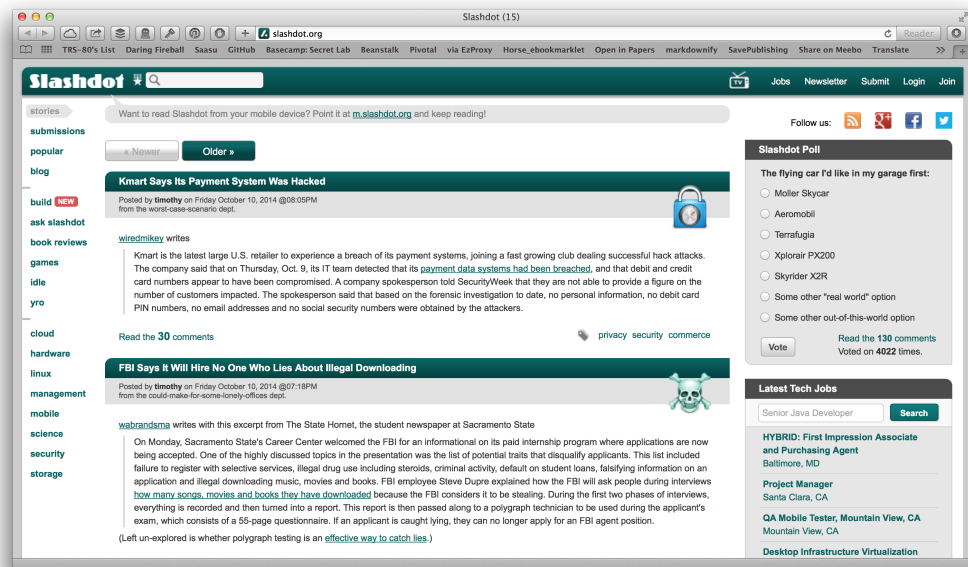 Slashdot (15)
slashdot.org
Reader
TRS-80's List Daring Fireball Saasu GitHub Basecamp: Secret Lab Beanstalk Pivotal via EzProxy Horse_ebookmarklet Open in Papers markdownify SavePublishing Share on Meebo Translate
Slashdot
TV
Jobs Newsletter Submit Login Join
stories
submissions
popular
blog
build NEW
ask slashdot
book reviews
games
idle
yro
cloud
hardware
linux
management
mobile
science
security
storage
Want to read Slashdot from your mobile device? Point it at m.slashdot.org and keep reading!
« Newer
Older »
Kmart Says Its Payment System Was Hacked
Posted by timothy on Friday October 10, 2014 @08:05PM
from the worst-case-scenario dept.
wiredmikey writes
Kmart is the latest large U.S. retailer to experience a breach of its payment systems, joining a fast growing club dealing successful hack attacks.
The company said that on Thursday, Oct. 9, its IT team detected that its payment data systems had been breached, and that debit and credit
card numbers appear to have been compromised. A company spokesperson told SecurityWeek that they are not able to provide a figure on the
number of customers impacted. The spokesperson said that based on the forensic investigation to date, no personal information, no debit card
PIN numbers, no email addresses and no social security numbers were obtained by the attackers.
Read the 30 comments
privacy security commerce
FBI Says It Will Hire No One Who Lies About Illegal Downloading
Posted by timothy on Friday October 10, 2014 @07:18PM
from the could-make-for-some-lonely-offices dept.
wabrandsma writes with this excerpt from The State Hornet, the student newspaper at Sacramento State
On Monday, Sacramento State's Career Center welcomed the FBI for an informational on its paid internship program where applications are now
being accepted. One of the highly discussed topics in the presentation was the list of potential traits that disqualify applicants. This list included
failure to register with selective services, illegal drug use including steroids, criminal activity, default on student loans, falsifying information on an
application and illegal downloading music, movies and books. FBI employee Steve Dupre explained how the FBI will ask people during interviews
how many songs, movies and books they have downloaded because the FBI considers it to be stealing. During the first two phases of interviews,
everything is recorded and then turned into a report. This report is then passed along to a polygraph technician to be used during the applicant's
exam, which consists of a 55-page questionnaire. If an applicant is caught lying, they can no longer apply for an FBI agent position.
(Left un-explored is whether polygraph testing is an effective way to catch lies.)
Follow us:
Slashdot Poll
The flying car I'd like in my garage first:
Moller Skycar
Aeromobil
Terrafugia
Xplorair PX200
Skyrider X2R
Some other "real world" option
Some other out-of-this-world option
Vote
Read the 130 comments
Voted on 4022 times.
Latest Tech Jobs
Senior Java Developer
Search
HYBRID: First Impression Associate
and Purchasing Agent
Baltimore, MD
Project Manager
Santa Clara, CA
QA Mobile Tester, Mountain View, CA
Mountain View, CA
Desktop Infrastructure Virtualization